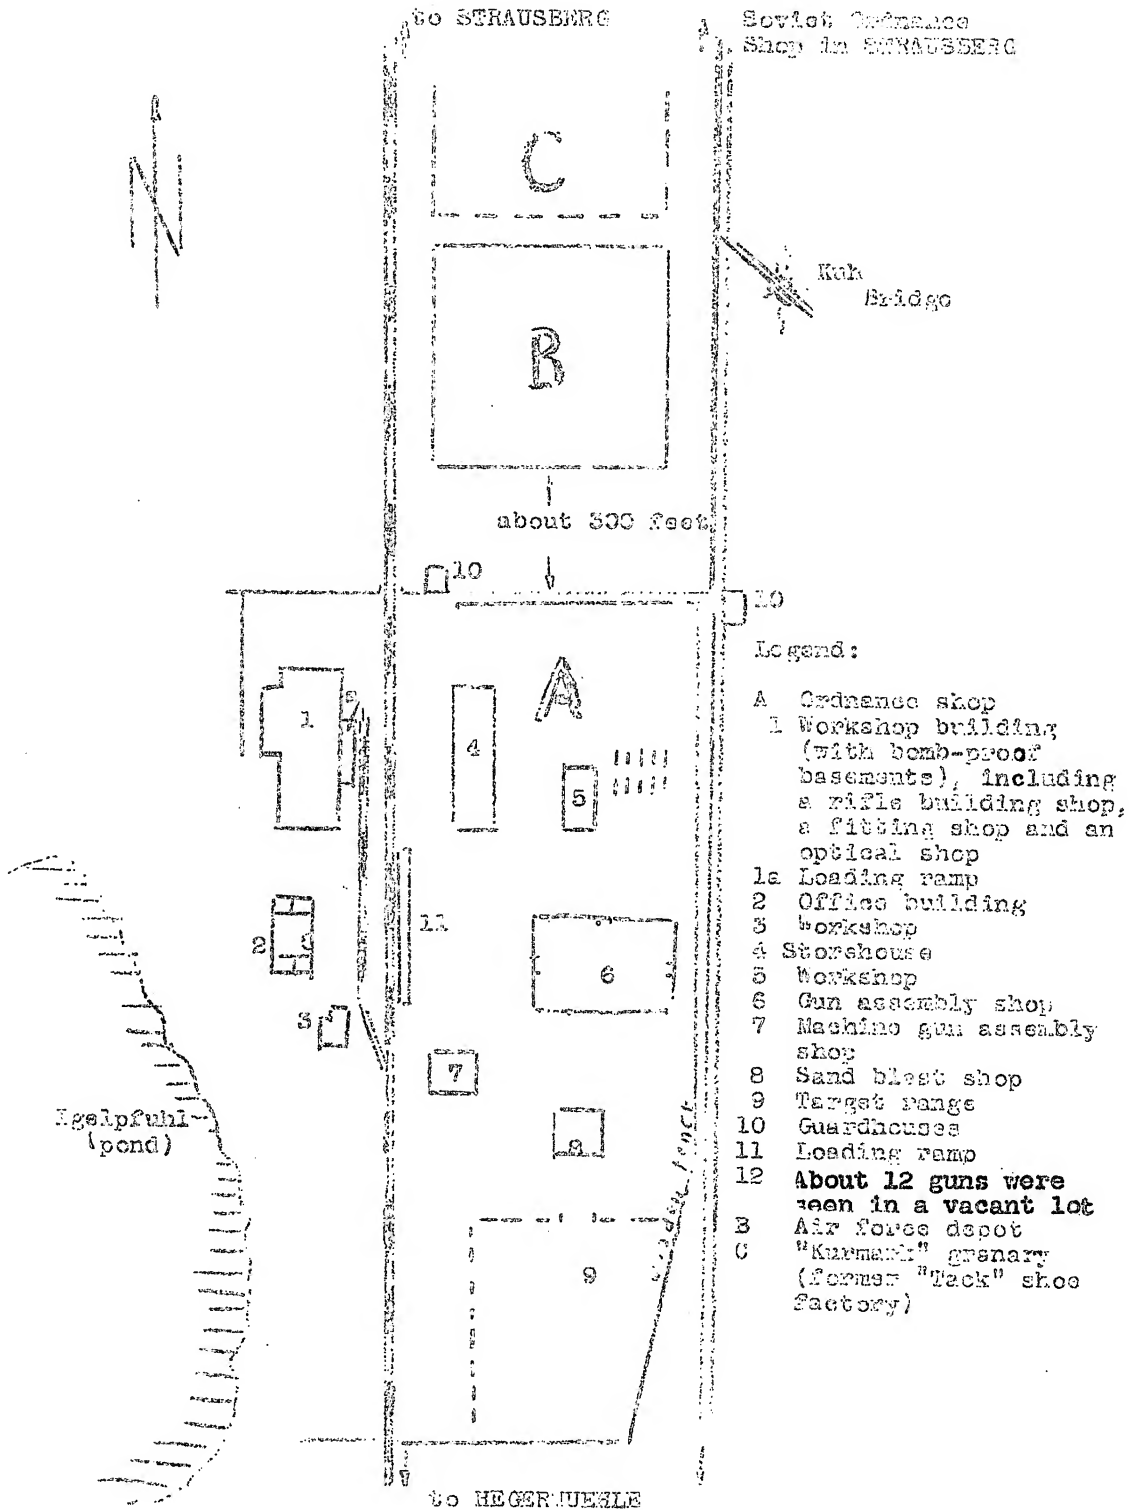 to STRAUSBERG
Soviet Ordnance
Shop in STRAUSBERG
N
C
Kuh
Bridge
B
about 300 feet
10
10
A
1
4
5
2
11
6
3
7
Igelpfuhl
(pond)
8
wooden fence
9
to HEGERMUEHLE
Legend:
A Ordnance shop
1 Workshop building
(with bomb-proof
basements), including
a rifle building shop,
a fitting shop and an
optical shop
1a Loading ramp
2 Office building
3 Workshop
4 Storehouse
5 Workshop
6 Gun assembly shop
7 Machine gun assembly
shop
8 Sand blast shop
9 Target range
10 Guardhouses
11 Loading ramp
12 About 12 guns were
seen in a vacant lot
B Air force depot
C "Kurmark" granary
(former "Tack" shoe
factory)